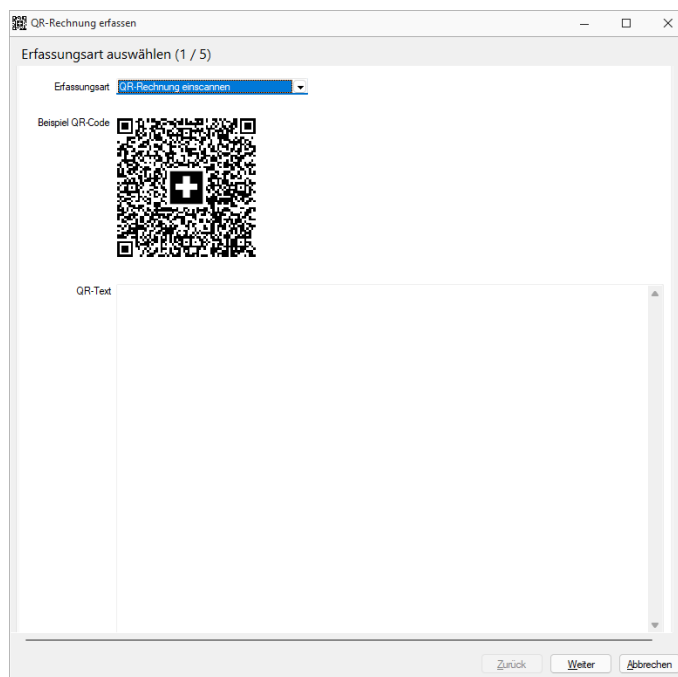 QR-Rechnung erfassen
Erfassungsart auswählen (1 / 5)
Erfassungsart QR-Rechnung einscannen
Beispiel QR-Code
QR-Text
Zurück Weiter Abbrechen